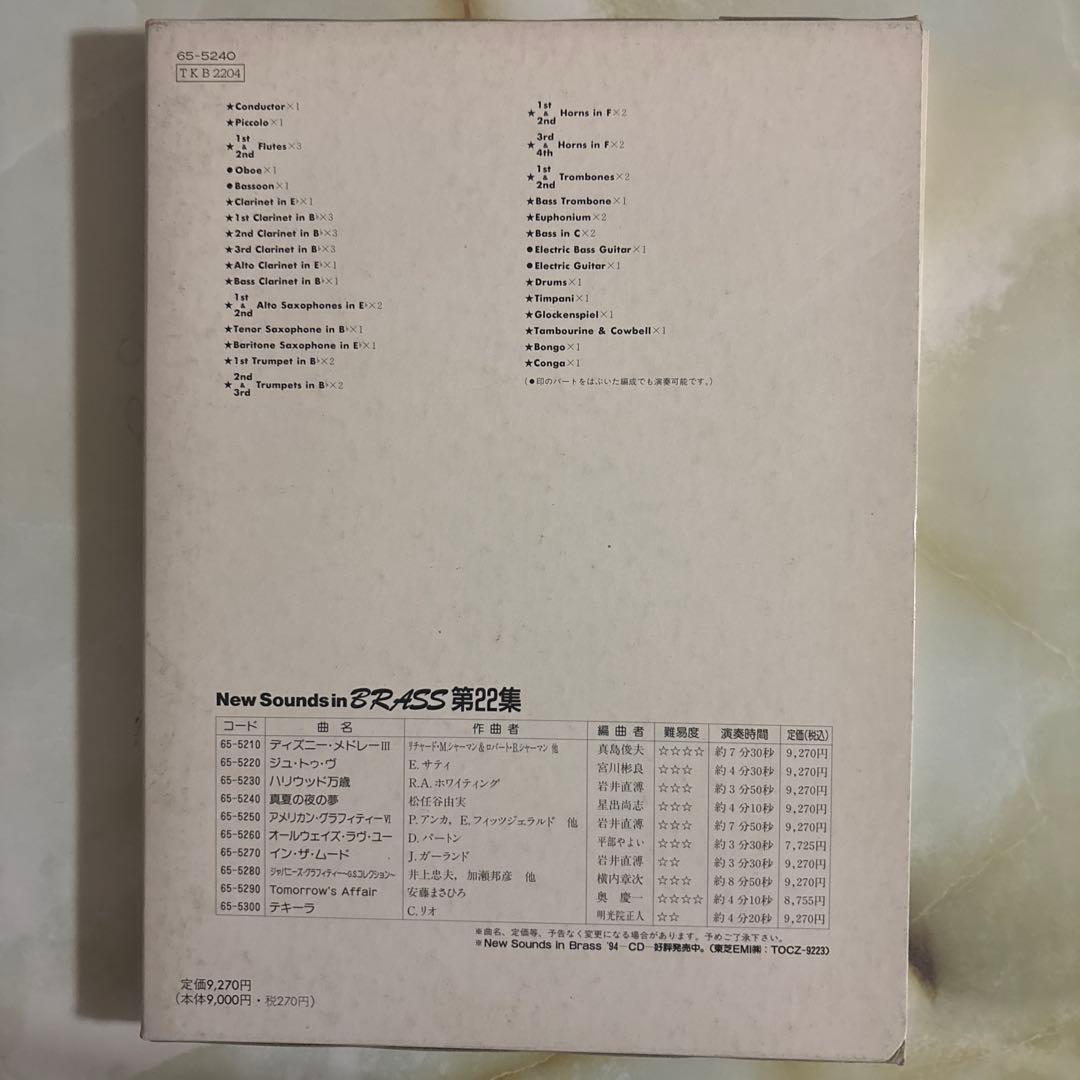 65-5240
TKB2204
★Conductor×1
★Piccolo×1
★1st & 2nd Flutes×3
●Oboe×1
●Bassoon×1
★Clarinet in E♭×1
★1st Clarinet in B♭×3
★2nd Clarinet in B♭×3
★3rd Clarinet in B♭×3
★Alto Clarinet in E♭×1
★Bass Clarinet in B♭×1
★1st & 2nd Alto Saxophones in E♭×2
★Tenor Saxophone in B♭×1
★Baritone Saxophone in E♭×1
★1st Trumpet in B♭×2
★2nd & 3rd Trumpets in B♭×2
★1st & 2nd Horns in F×2
★3rd & 4th Horns in F×2
★1st & 2nd Trombones×2
★Bass Trombone×1
★Euphonium×2
★Bass in C×2
●Electric Bass Guitar×1
●Electric Guitar×1
★Drums×1
★Timpani×1
★Glockenspiel×1
★Tambourine & Cowbell×1
★Bongo×1
★Conga×1
(●印のパートをはぶいた編成でも演奏可能です。)
New Sounds in BRASS 第22集
コード 曲名 作曲者 編曲者 難易度 演奏時間 定価(税込)
65-5210 ディズニー・メドレーIII リチャード・M.シャーマン&ロバート・B.シャーマン 他 真島俊夫 ☆☆☆☆ 約7分30秒 9,270円
65-5220 ジュ・トゥ・ヴ E.サティ 宮川彬良 ☆☆☆ 約4分30秒 9,270円
65-5230 ハリウッド万歳 R.A.ホワイティング 岩井直溥 ☆☆☆ 約3分50秒 9,270円
65-5240 真夏の夜の夢 松任谷由実 星出尚志 ☆☆☆ 約4分10秒 9,270円
65-5250 アメリカン・グラフィティーVI P.アンカ, E.フィッツジェラルド 他 岩井直溥 ☆☆☆ 約7分50秒 9,270円
65-5260 オールウェイズ・ラヴ・ユー D.パートン 平部やよい ☆☆☆ 約3分30秒 7,725円
65-5270 イン・ザ・ムード J.ガーランド 岩井直溥 ☆☆ 約3分30秒 9,270円
65-5280 ジャパニーズ・グラフィティー〜G.S.コレクション〜 井上忠夫, 加瀬邦彦 他 横内章次 ☆☆☆ 約8分50秒 9,270円
65-5290 Tomorrow's Affair 安藤まさひろ 奥慶一 ☆☆☆☆ 約4分10秒 8,755円
65-5300 テキーラ C.リオ 明光院正人 ☆☆ 約4分20秒 9,270円
※曲名、定価等、予告なく変更になる場合があります。予めご了承下さい。
※New Sounds in Brass '94−CD−好評発売中。(東芝EMI㈱:TOCZ-9223)
定価9,270円
(本体9,000円・税270円)